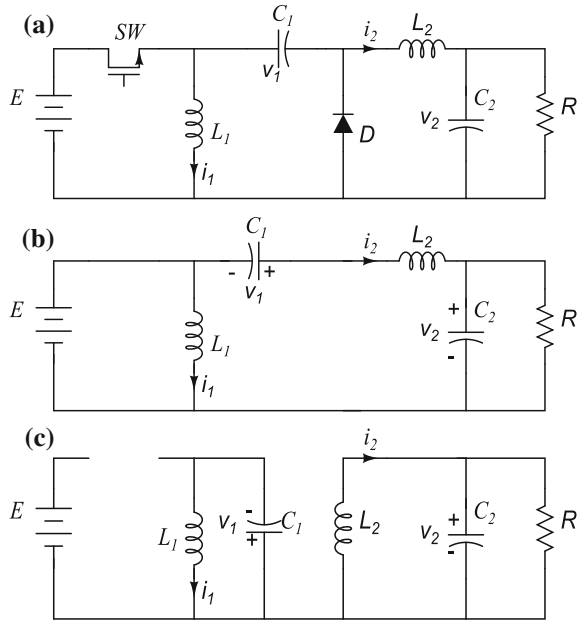 (a)
SW
C1
i2
L2
E
v1
L1
i1
D
v2
C2
R
(b)
C1
i2
L2
E
- +
v1
L1
i1
+
v2
C2
-
R
(c)
i2
E
L1
i1
-
v1
C1
+
L2
+
v2
C2
-
R